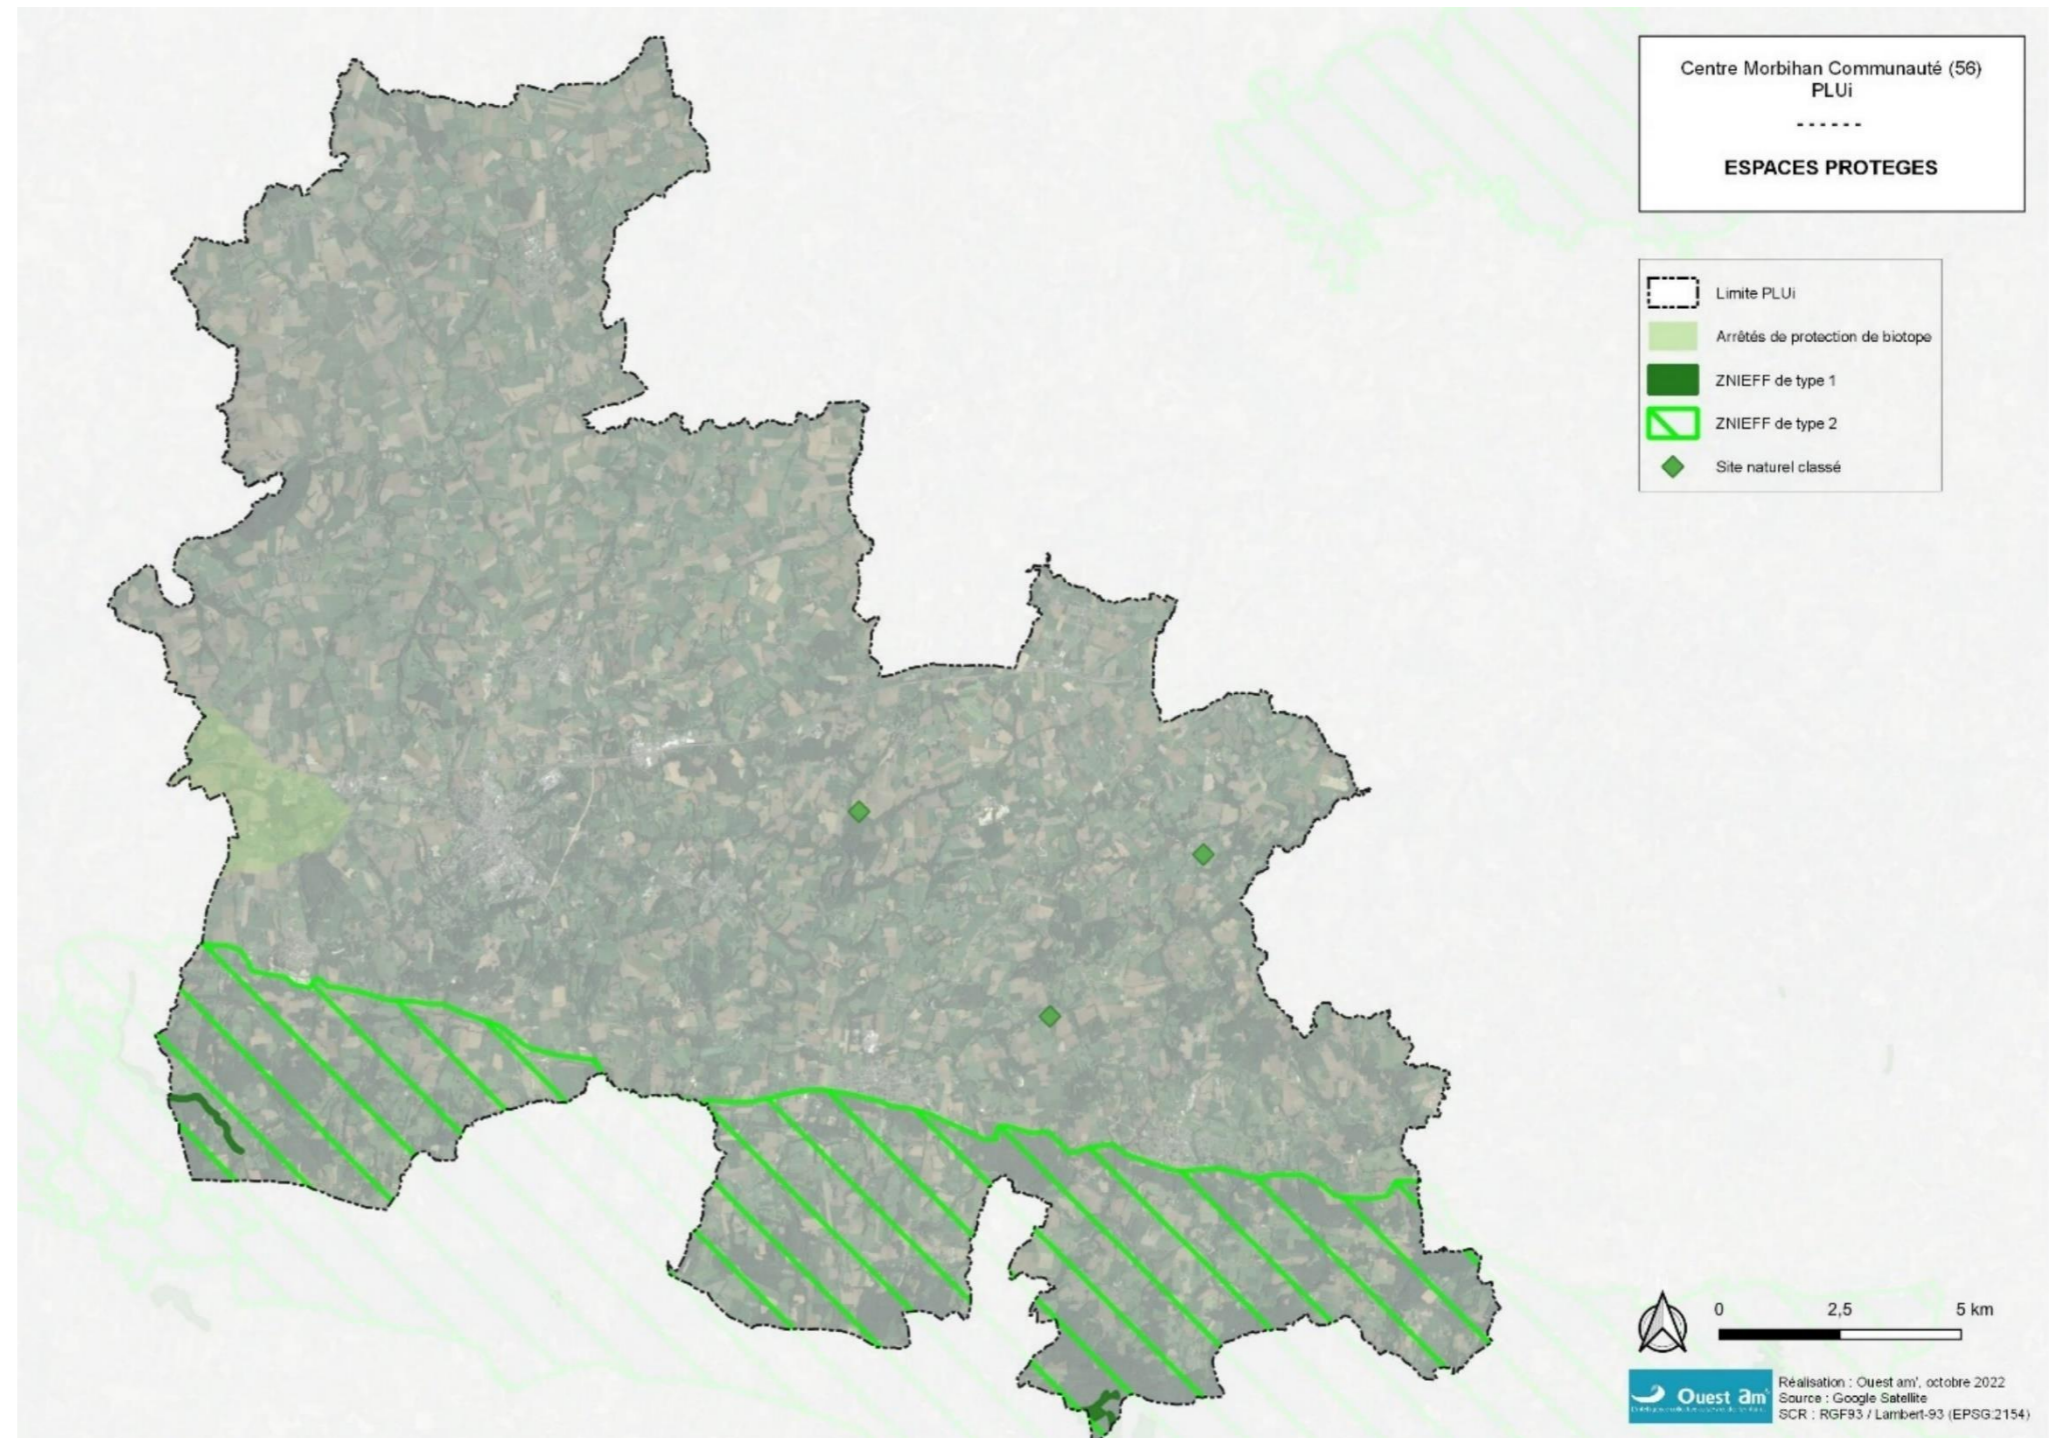 Centre Morbihan Communauté (56)
PLUi
- - - - - -
ESPACES PROTEGES
Limite PLUi
Arrêtés de protection de biotope
ZNIEFF de type 1
ZNIEFF de type 2
Site naturel classé
0 2,5 5 km
Ouest am'
Réalisation : Ouest am', octobre 2022
Source : Google Satellite
SCR : RGF93 / Lambert-93 (EPSG:2154)